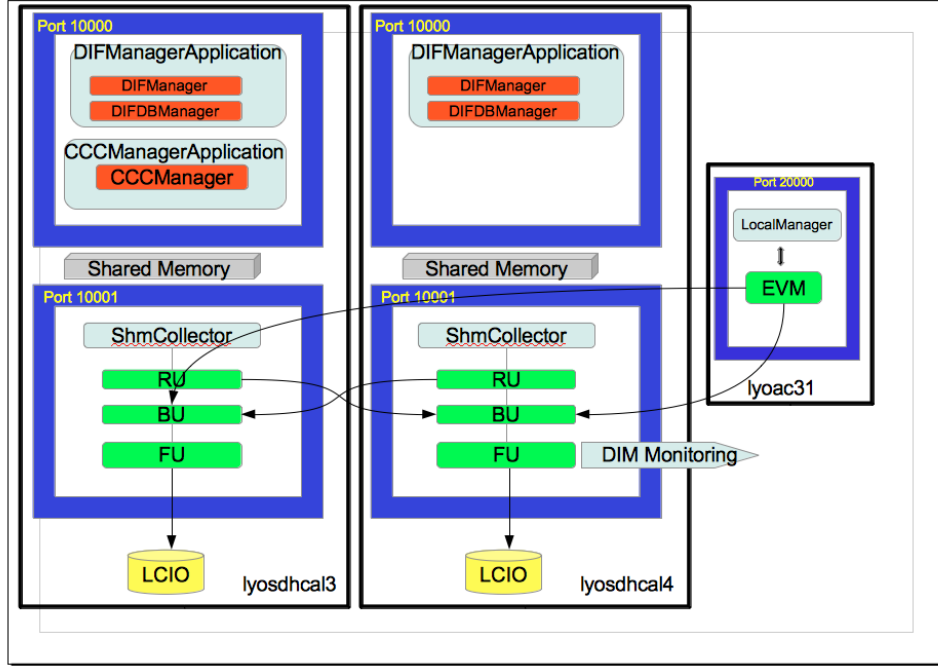 Port 10000
DIFManagerApplication
DIFManager
DIFDBManager
CCCManagerApplication
CCCManager
Shared Memory
Port 10001
ShmCollector
RU
BU
FU
LCIO
lyosdhcal3
Port 10000
DIFManagerApplication
DIFManager
DIFDBManager
Shared Memory
Port 10001
ShmCollector
RU
BU
FU
DIM Monitoring
LCIO
lyosdhcal4
Port 20000
LocalManager
EVM
lyoac31